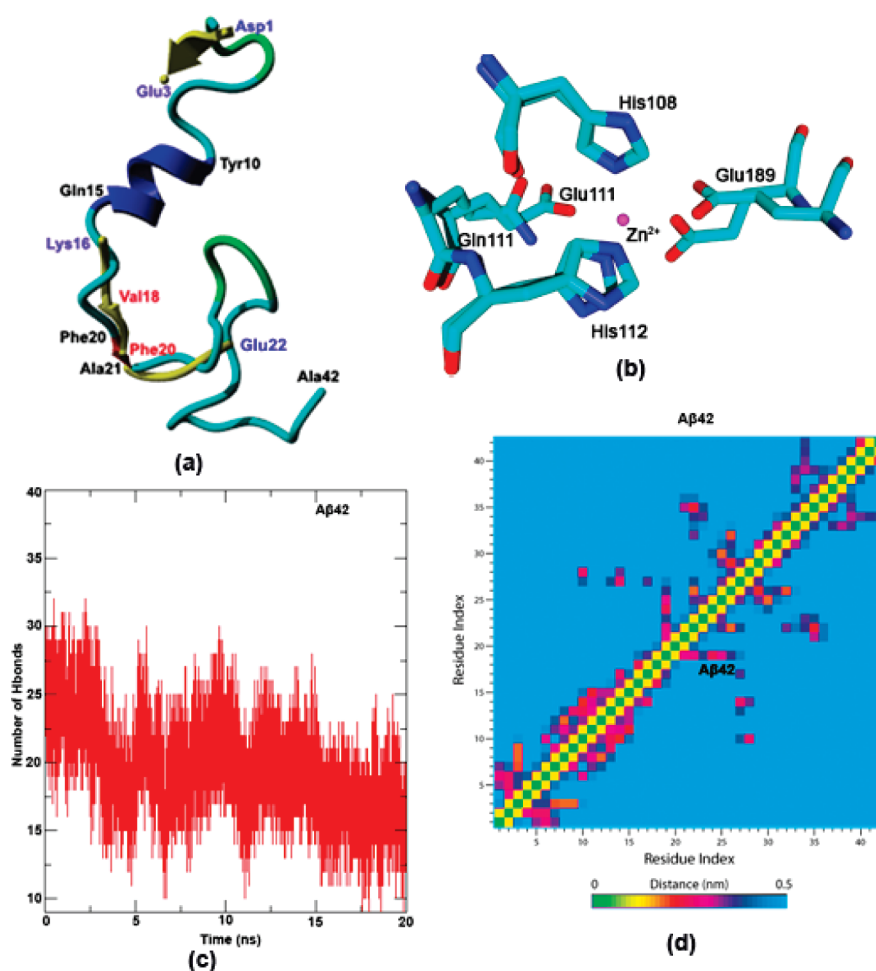 Asp1
Glu3
Tyr10
Gln15
Lys16
Val18
Phe20
Phe20
Ala21
Glu22
Ala42
(a)
His108
Glu189
Glu111
Zn2+
Gln111
His112
(b)
Aβ42
40
35
30
25
20
15
10
Number of Hbonds
0
5
10
15
20
Time (ns)
(c)
Aβ42
40
35
30
25
20
15
10
5
Residue Index
Aβ42
5
10
15
20
25
30
35
40
Residue Index
0
Distance (nm)
0.5
(d)